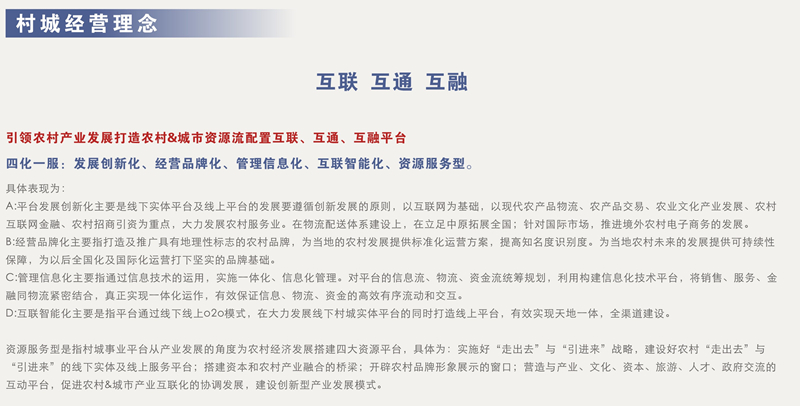 村城经营理念
互联 互通 互融
引领农村产业发展打造农村&城市资源流配置互联、互通、互融平台
四化一服：发展创新化、经营品牌化、管理信息化、互联智能化、资源服务型。
具体表现为：
A:平台发展创新化主要是线下实体平台及线上平台的发展要遵循创新发展的原则，以互联网为基础，以现代农产品物流、农产品交易、农业文化产业发展、农村
互联网金融、农村招商引资为重点，大力发展农村服务业。在物流配送体系建设上，在立足中原拓展全国；针对国际市场，推进境外农村电子商务的发展。
B:经营品牌化主要指打造及推广具有地理性标志的农村品牌，为当地的农村发展提供标准化运营方案，提高知名度识别度。为当地农村未来的发展提供可持续性
保障，为以后全国化及国际化运营打下坚实的品牌基础。
C:管理信息化主要指通过信息技术的运用，实施一体化、信息化管理。对平台的信息流、物流、资金流统筹规划，利用构建信息化技术平台，将销售、服务、金
融同物流紧密结合，真正实现一体化运作，有效保证信息、物流、资金的高效有序流动和交互。
D:互联智能化主要是指平台通过线下线上o2o模式，在大力发展线下村城实体平台的同时打造线上平台，有效实现天地一体，全渠道建设。
资源服务型是指村城事业平台从产业发展的角度为农村经济发展搭建四大资源平台，具体为：实施好“走出去”与“引进来”战略，建设好农村“走出去”与
“引进来”的线下实体及线上服务平台；搭建资本和农村产业融合的桥梁；开辟农村品牌形象展示的窗口；营造与产业、文化、资本、旅游、人才、政府交流的
互动平台，促进农村&城市产业互联化的协调发展，建设创新型产业发展模式。